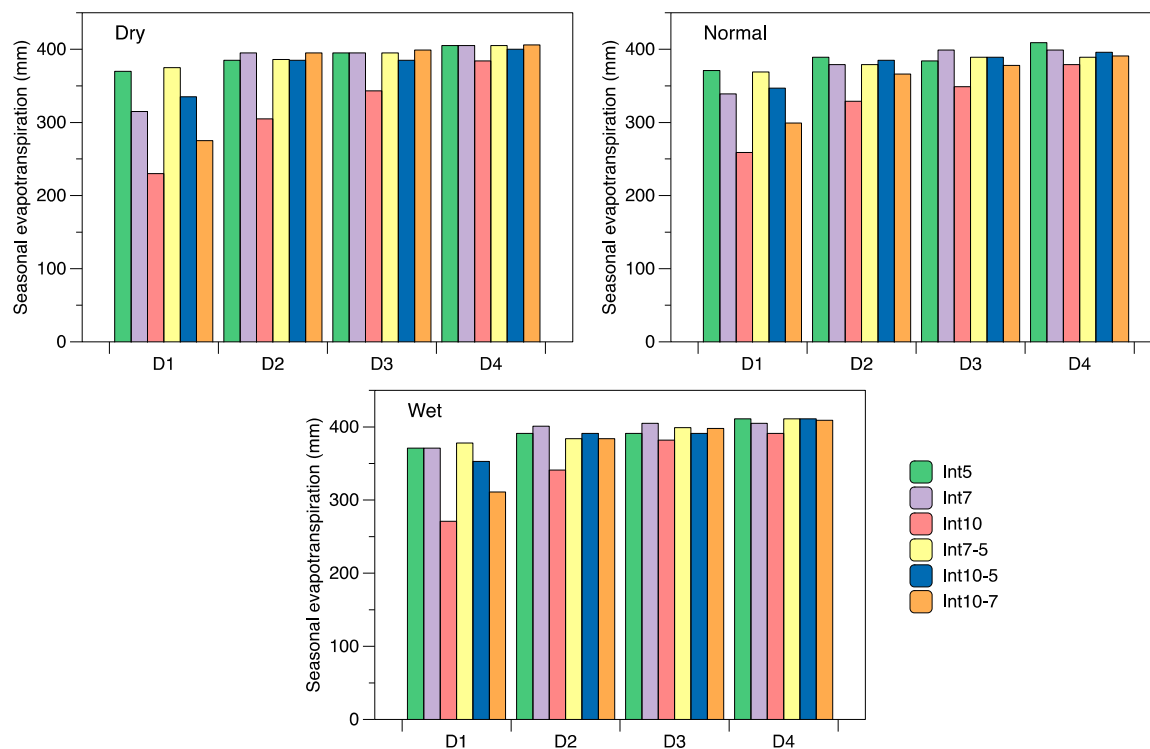 Dry
Seasonal evapotranspiration (mm)
400
300
200
100
0
D1 D2 D3 D4
Normal
Seasonal evapotranspiration (mm)
400
300
200
100
0
D1 D2 D3 D4
Wet
Seasonal evapotranspiration (mm)
400
300
200
100
0
D1 D2 D3 D4
Int5
Int7
Int10
Int7-5
Int10-5
Int10-7